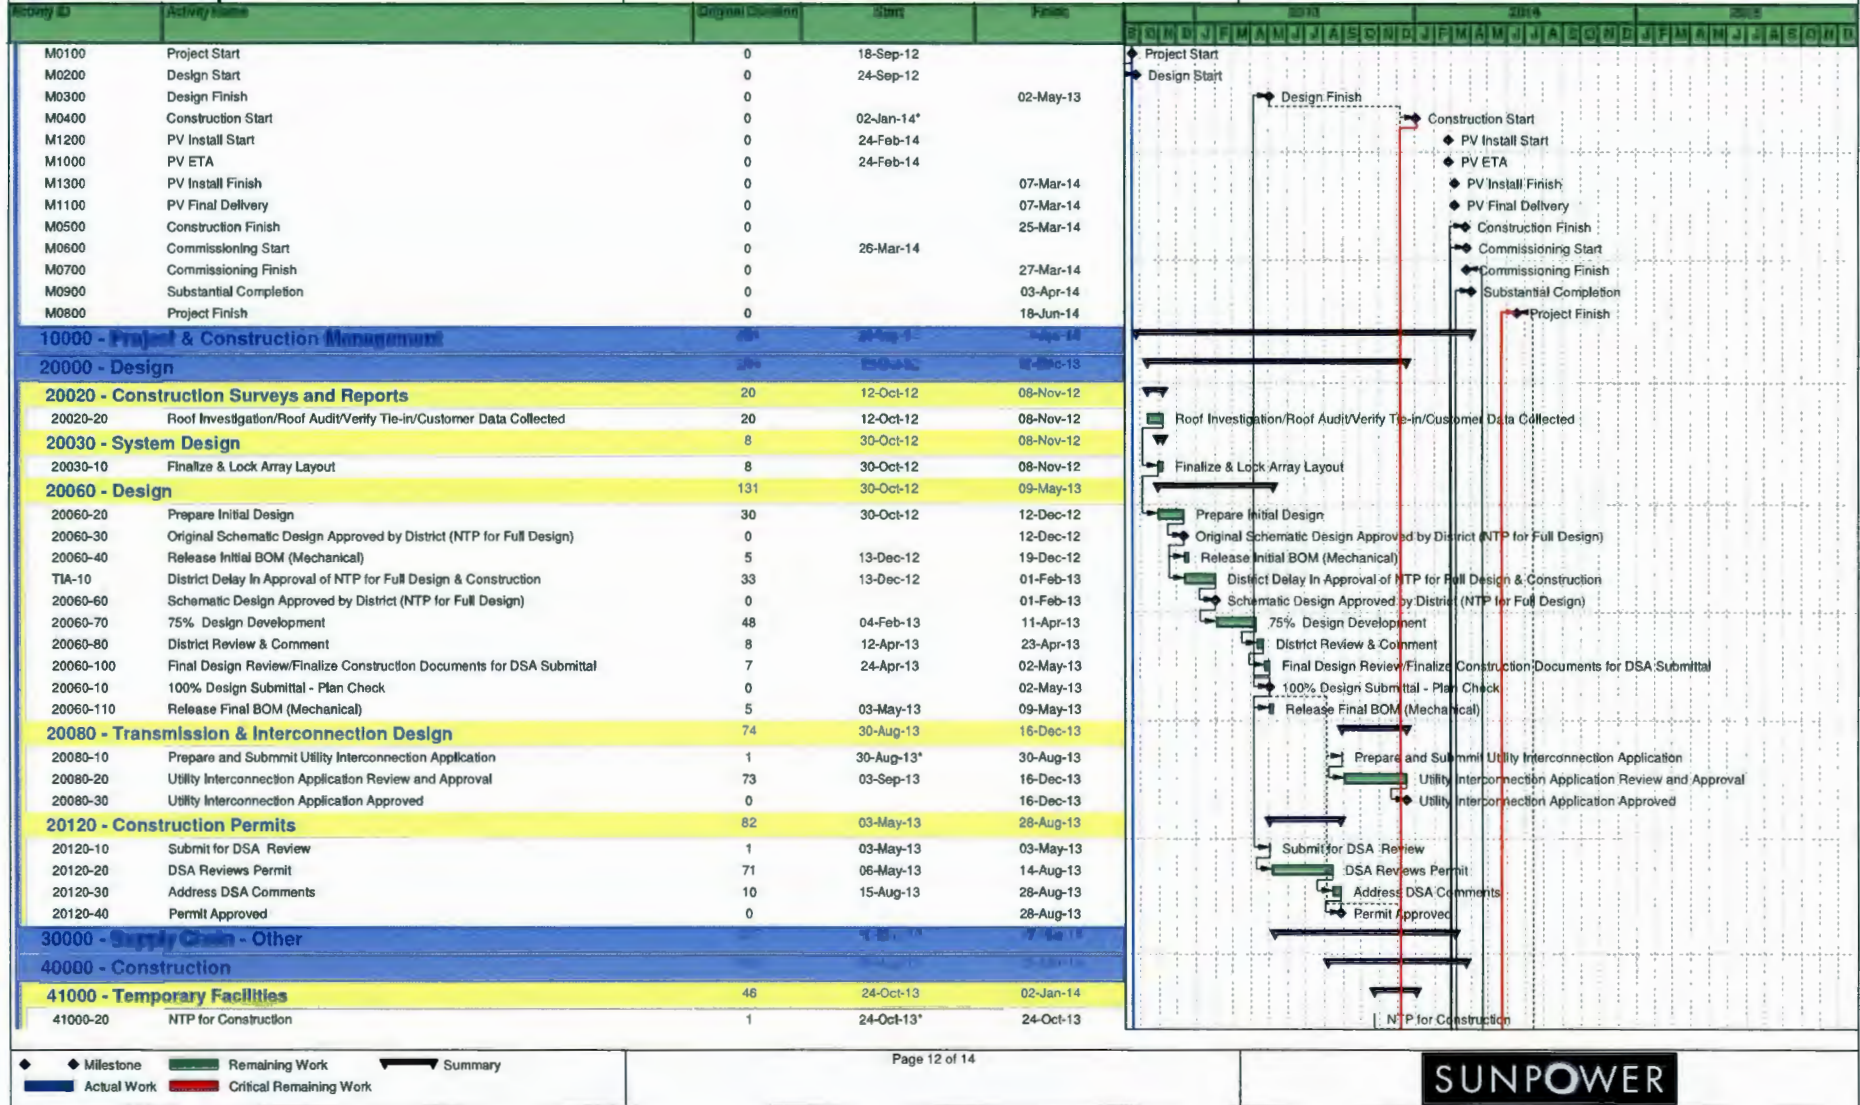 Activity ID Activity Name Original Duration Start Finish 2013 2014 2015
M0100 Project Start 0 18-Sep-12 Project Start
M0200 Design Start 0 24-Sep-12 Design Start
M0300 Design Finish 0 02-May-13 Design Finish
M0400 Construction Start 0 02-Jan-14* Construction Start
M1200 PV Install Start 0 24-Feb-14 PV Install Start
M1000 PV ETA 0 24-Feb-14 PV ETA
M1300 PV Install Finish 0 07-Mar-14 PV Install Finish
M1100 PV Final Delivery 0 07-Mar-14 PV Final Delivery
M0500 Construction Finish 0 25-Mar-14 Construction Finish
M0600 Commissioning Start 0 26-Mar-14 Commissioning Start
M0700 Commissioning Finish 0 27-Mar-14 Commissioning Finish
M0900 Substantial Completion 0 03-Apr-14 Substantial Completion
M0800 Project Finish 0 18-Jun-14 Project Finish
10000 - Project & Construction Management
20000 - Design
20020 - Construction Surveys and Reports 20 12-Oct-12 08-Nov-12
20020-20 Roof Investigation/Roof Audit/Verify Tie-in/Customer Data Collected 20 12-Oct-12 08-Nov-12 Roof Investigation/Roof Audit/Verify Tie-in/Customer Data Collected
20030 - System Design 8 30-Oct-12 08-Nov-12
20030-10 Finalize & Lock Array Layout 8 30-Oct-12 08-Nov-12 Finalize & Lock Array Layout
20060 - Design 131 30-Oct-12 09-May-13
20060-20 Prepare Initial Design 30 30-Oct-12 12-Dec-12 Prepare Initial Design
20060-30 Original Schematic Design Approved by District (NTP for Full Design) 0 12-Dec-12 Original Schematic Design Approved by District (NTP for Full Design)
20060-40 Release Initial BOM (Mechanical) 5 13-Dec-12 19-Dec-12 Release Initial BOM (Mechanical)
TIA-10 District Delay In Approval of NTP for Full Design & Construction 33 13-Dec-12 01-Feb-13 District Delay In Approval of NTP for Full Design & Construction
20060-60 Schematic Design Approved by District (NTP for Full Design) 0 01-Feb-13 Schematic Design Approved by District (NTP for Full Design)
20060-70 75% Design Development 48 04-Feb-13 11-Apr-13 75% Design Development
20060-80 District Review & Comment 8 12-Apr-13 23-Apr-13 District Review & Comment
20060-100 Final Design Review/Finalize Construction Documents for DSA Submittal 7 24-Apr-13 02-May-13 Final Design Review/Finalize Construction Documents for DSA Submittal
20060-10 100% Design Submittal - Plan Check 0 02-May-13 100% Design Submittal - Plan Check
20060-110 Release Final BOM (Mechanical) 5 03-May-13 09-May-13 Release Final BOM (Mechanical)
20080 - Transmission & Interconnection Design 74 30-Aug-13 16-Dec-13
20080-10 Prepare and Submmit Utility Interconnection Application 1 30-Aug-13* 30-Aug-13 Prepare and Submmit Utility Interconnection Application
20080-20 Utility Interconnection Application Review and Approval 73 03-Sep-13 16-Dec-13 Utility Interconnection Application Review and Approval
20080-30 Utility Interconnection Application Approved 0 16-Dec-13 Utility Interconnection Application Approved
20120 - Construction Permits 82 03-May-13 28-Aug-13
20120-10 Submit for DSA Review 1 03-May-13 03-May-13 Submit for DSA Review
20120-20 DSA Reviews Permit 71 06-May-13 14-Aug-13 DSA Reviews Permit
20120-30 Address DSA Comments 10 15-Aug-13 28-Aug-13 Address DSA Comments
20120-40 Permit Approved 0 28-Aug-13 Permit Approved
30000 - Supply Chain - Other
40000 - Construction
41000 - Temporary Facilities 46 24-Oct-13 02-Jan-14
41000-20 NTP for Construction 1 24-Oct-13* 24-Oct-13 NTP for Construction
Milestone Remaining Work Summary
Actual Work Critical Remaining Work
Page 12 of 14
SUNPOWER